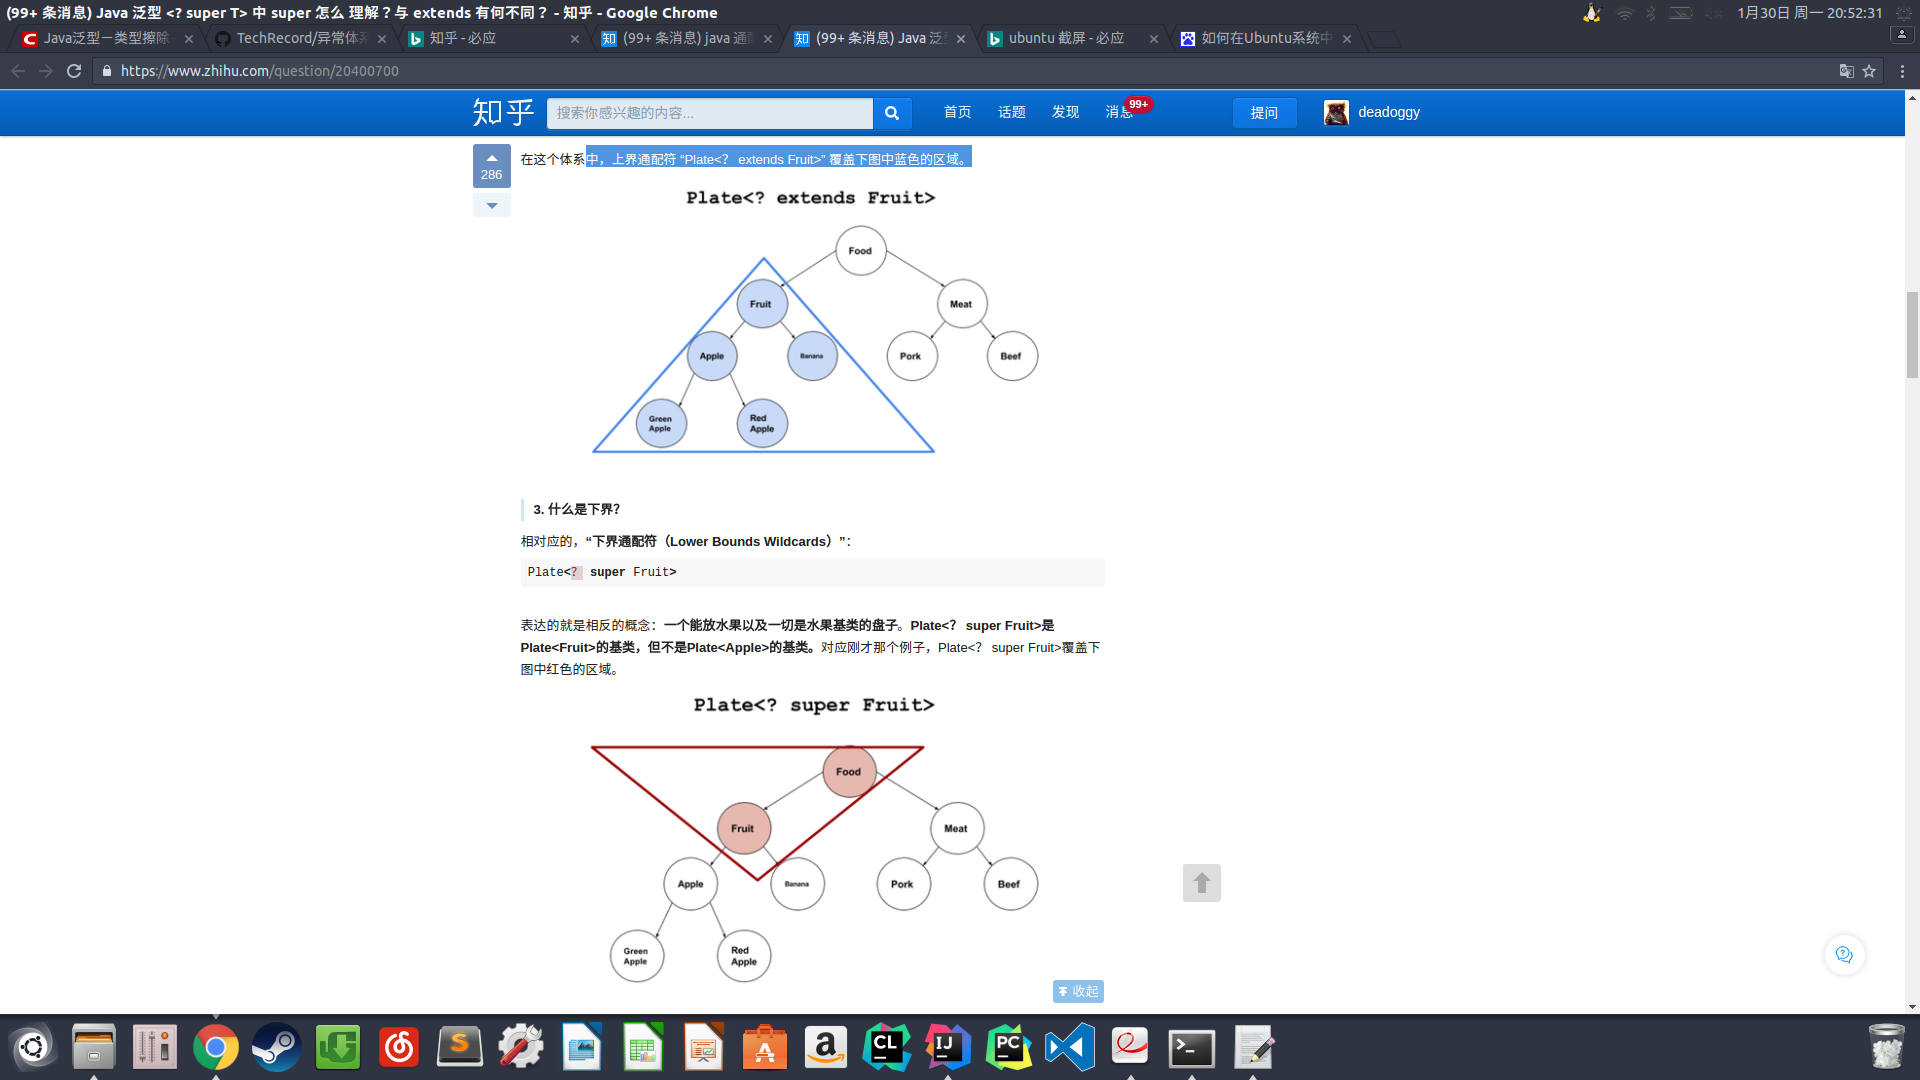 (99+ 条消息) Java 泛型 <? super T> 中 super 怎么 理解？与 extends 有何不同？ - 知乎 - Google Chrome
1月30日 周一 20:52:31
Java泛型－类型擦除
TechRecord/异常体系
知乎 - 必应
(99+ 条消息) java 通配
(99+ 条消息) Java 泛型
ubuntu 截屏 - 必应
如何在Ubuntu系统中
https://www.zhihu.com/question/20400700
知乎
搜索你感兴趣的内容...
首页
话题
发现
消息
99+
提问
deadoggy
286
在这个体系中，上界通配符 “Plate<？ extends Fruit>” 覆盖下图中蓝色的区域。
Plate<? extends Fruit>
Food
Fruit
Meat
Apple
Banana
Pork
Beef
Green
Apple
Red
Apple
3. 什么是下界？
相对应的，“下界通配符（Lower Bounds Wildcards）”：
Plate<? super Fruit>
表达的就是相反的概念：一个能放水果以及一切是水果基类的盘子。Plate<？ super Fruit>是
Plate<Fruit>的基类，但不是Plate<Apple>的基类。对应刚才那个例子，Plate<？ super Fruit>覆盖下
图中红色的区域。
Plate<? super Fruit>
Food
Fruit
Meat
Apple
Banana
Pork
Beef
Green
Apple
Red
Apple
收起
S
A
a
CL
IJ
PC
>_